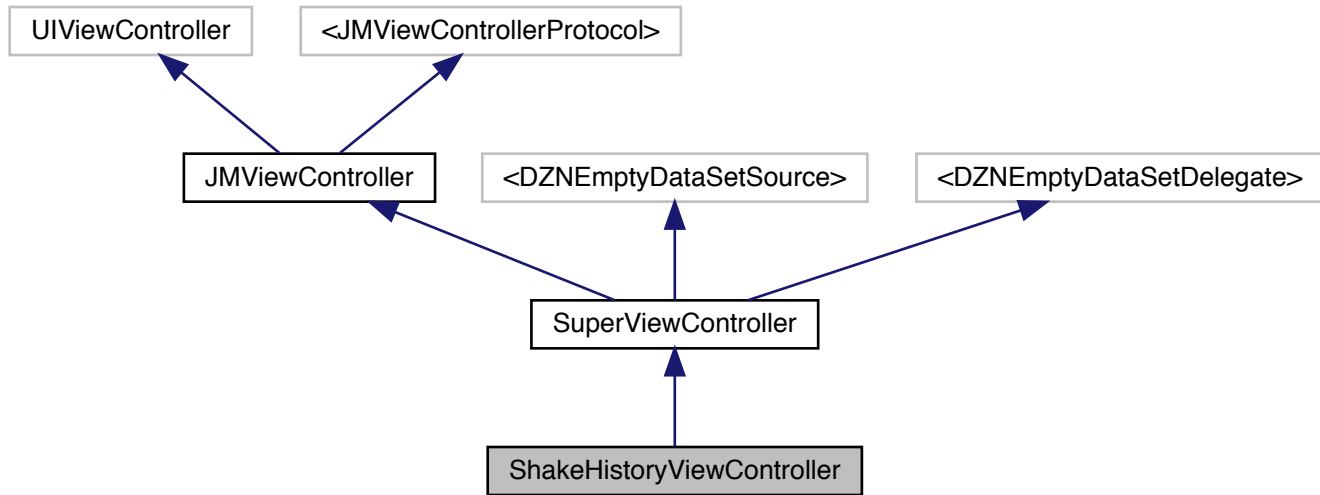 UIViewController
<JMViewControllerProtocol>
JMViewController
<DZNEmptyDataSetSource>
<DZNEmptyDataSetDelegate>
SuperViewController
ShakeHistoryViewController